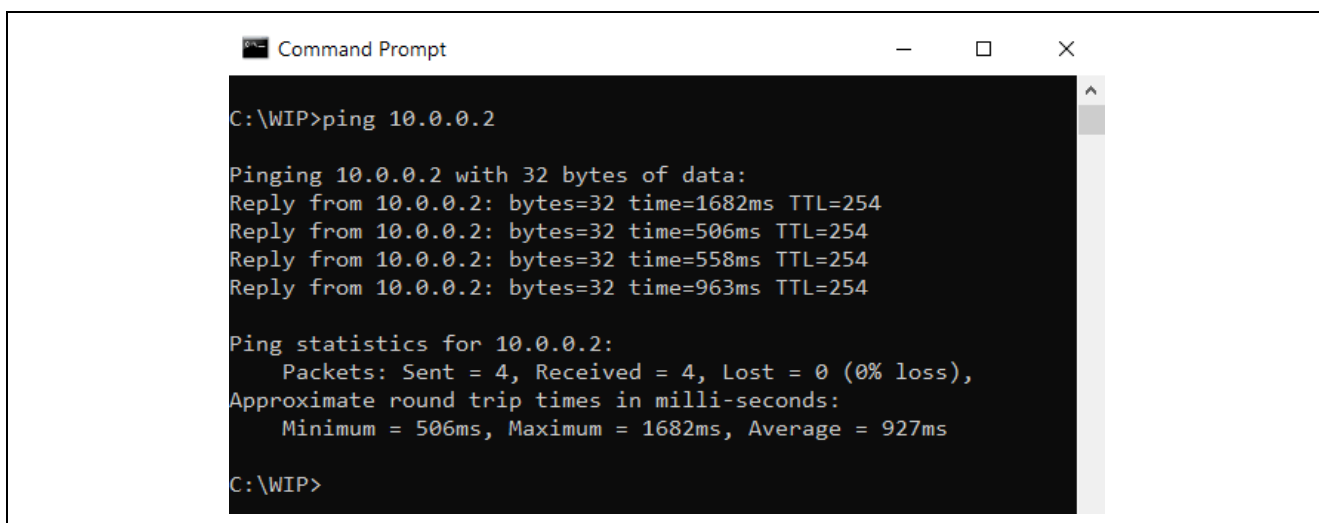 Command Prompt
C:\WIP>ping 10.0.0.2
Pinging 10.0.0.2 with 32 bytes of data:
Reply from 10.0.0.2: bytes=32 time=1682ms TTL=254
Reply from 10.0.0.2: bytes=32 time=506ms TTL=254
Reply from 10.0.0.2: bytes=32 time=558ms TTL=254
Reply from 10.0.0.2: bytes=32 time=963ms TTL=254
Ping statistics for 10.0.0.2:
    Packets: Sent = 4, Received = 4, Lost = 0 (0% loss),
Approximate round trip times in milli-seconds:
    Minimum = 506ms, Maximum = 1682ms, Average = 927ms
C:\WIP>